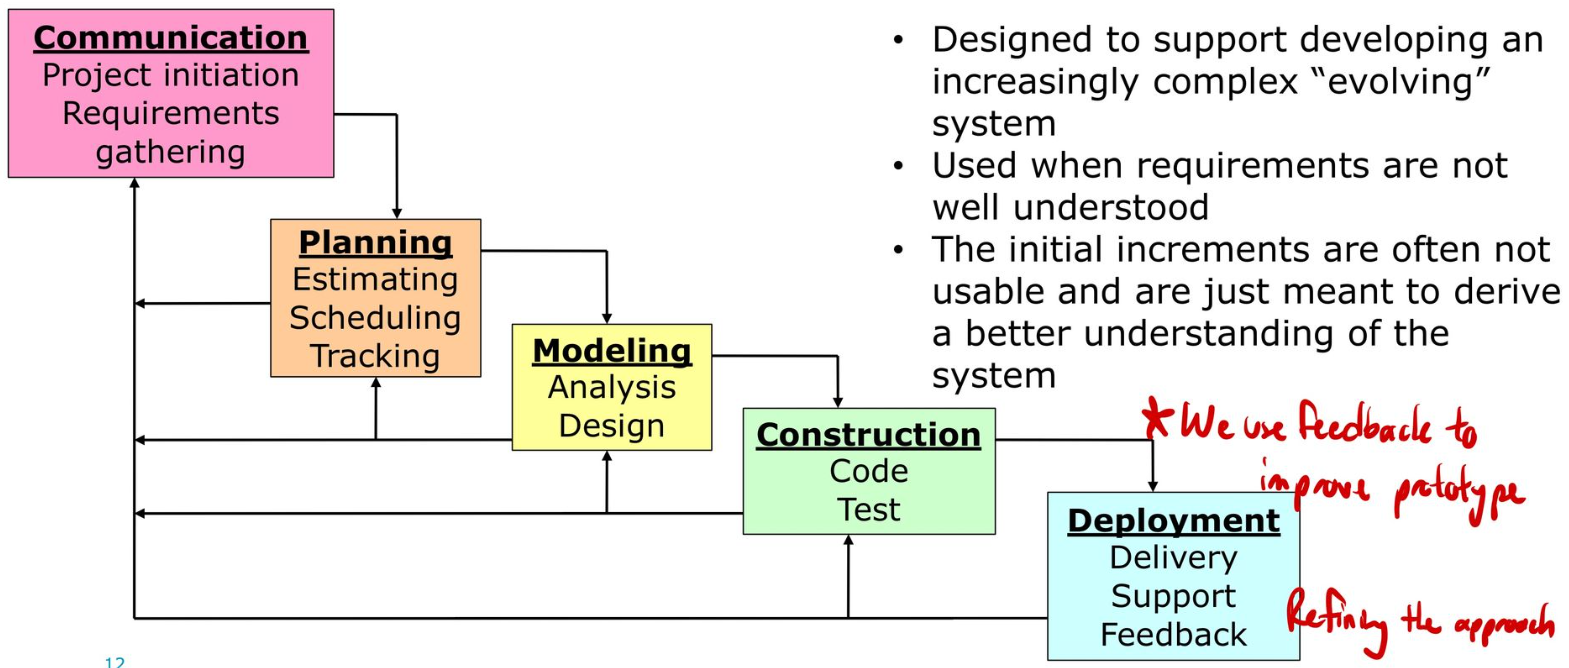 Communication
Project initiation
Requirements
gathering
Planning
Estimating
Scheduling
Tracking
Modeling
Analysis
Design
Construction
Code
Test
Deployment
Delivery
Support
Feedback
• Designed to support developing an
increasingly complex “evolving”
system
• Used when requirements are not
well understood
• The initial increments are often not
usable and are just meant to derive
a better understanding of the
system
* We use feedback to
improve prototype
Refining the approach
12